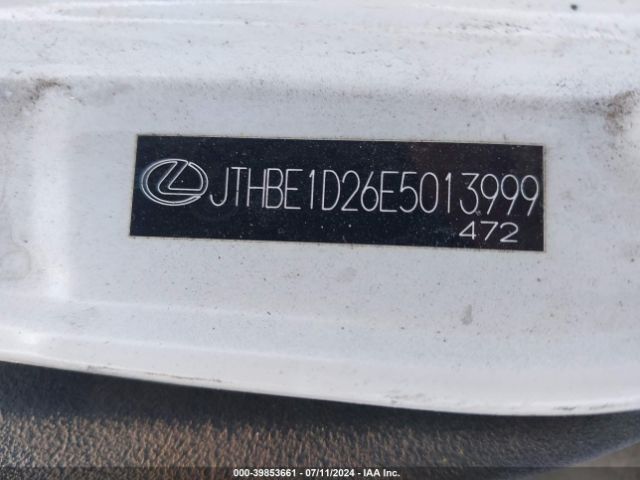 JTHBE1D26E5013999
472
000-39853661 - 07/11/2024 - IAA Inc.